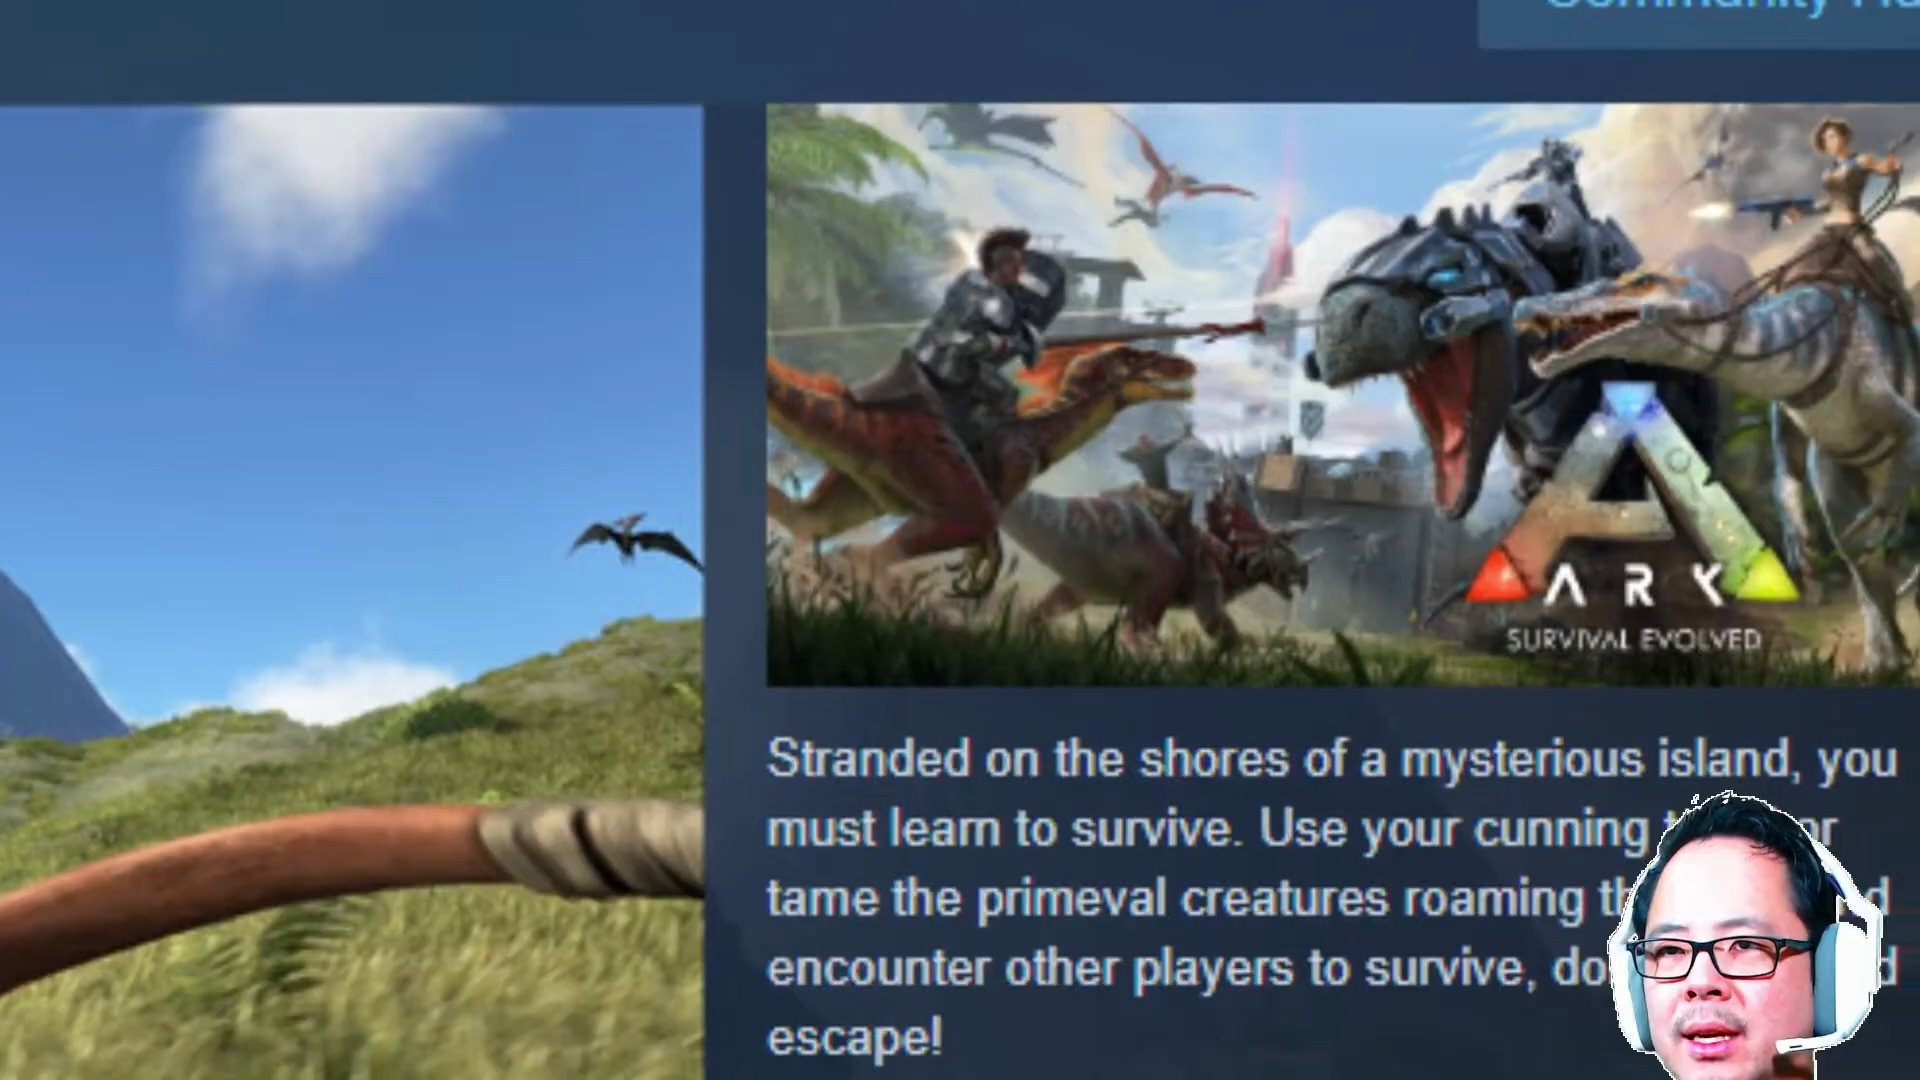 Community
ARK
SURVIVAL EVOLVED
Stranded on the shores of a mysterious island, you
must learn to survive. Use your cunning
tame the primeval creatures roaming
encounter other players to survive,
escape!